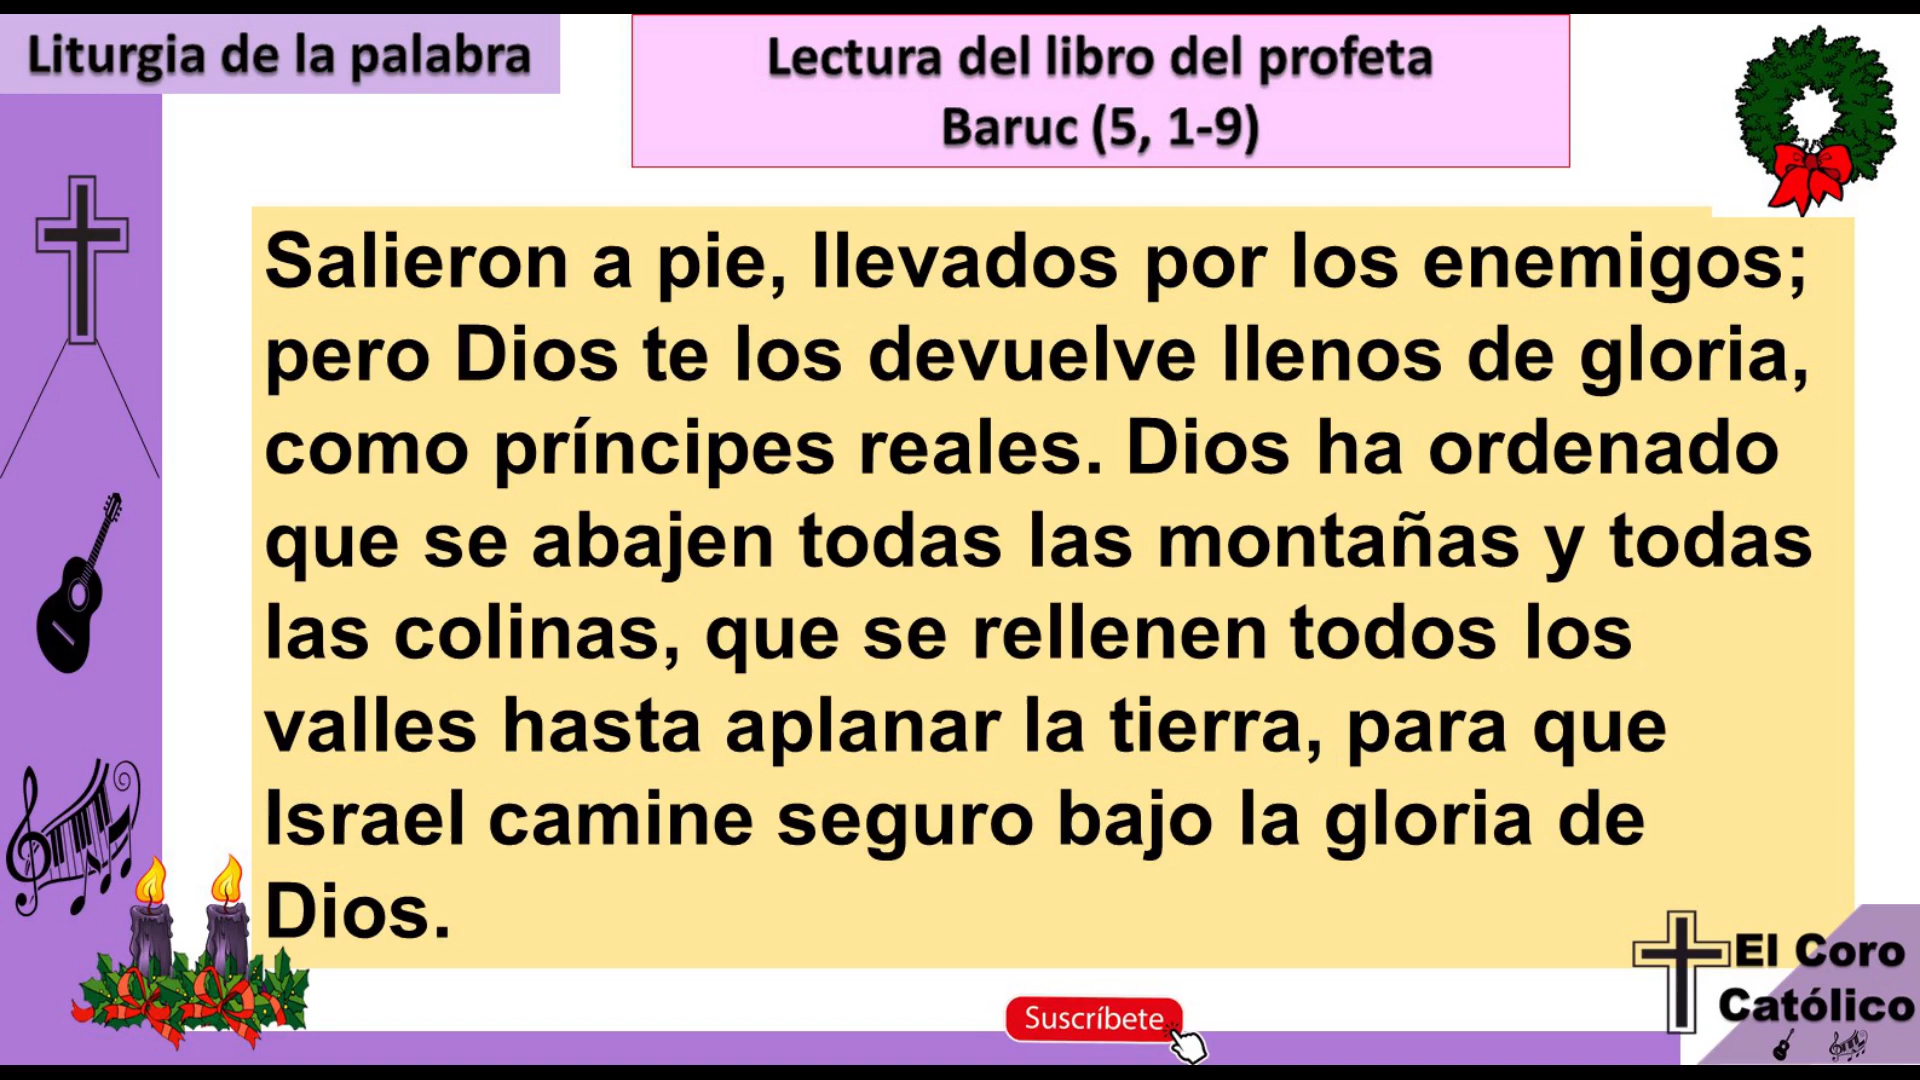 Liturgia de la palabra
Lectura del libro del profeta
Baruc (5, 1-9)
Salieron a pie, llevados por los enemigos;
pero Dios te los devuelve llenos de gloria,
como príncipes reales. Dios ha ordenado
que se abajen todas las montañas y todas
las colinas, que se rellenen todos los
valles hasta aplanar la tierra, para que
Israel camine seguro bajo la gloria de
Dios.
El Coro
Católico
Suscríbete